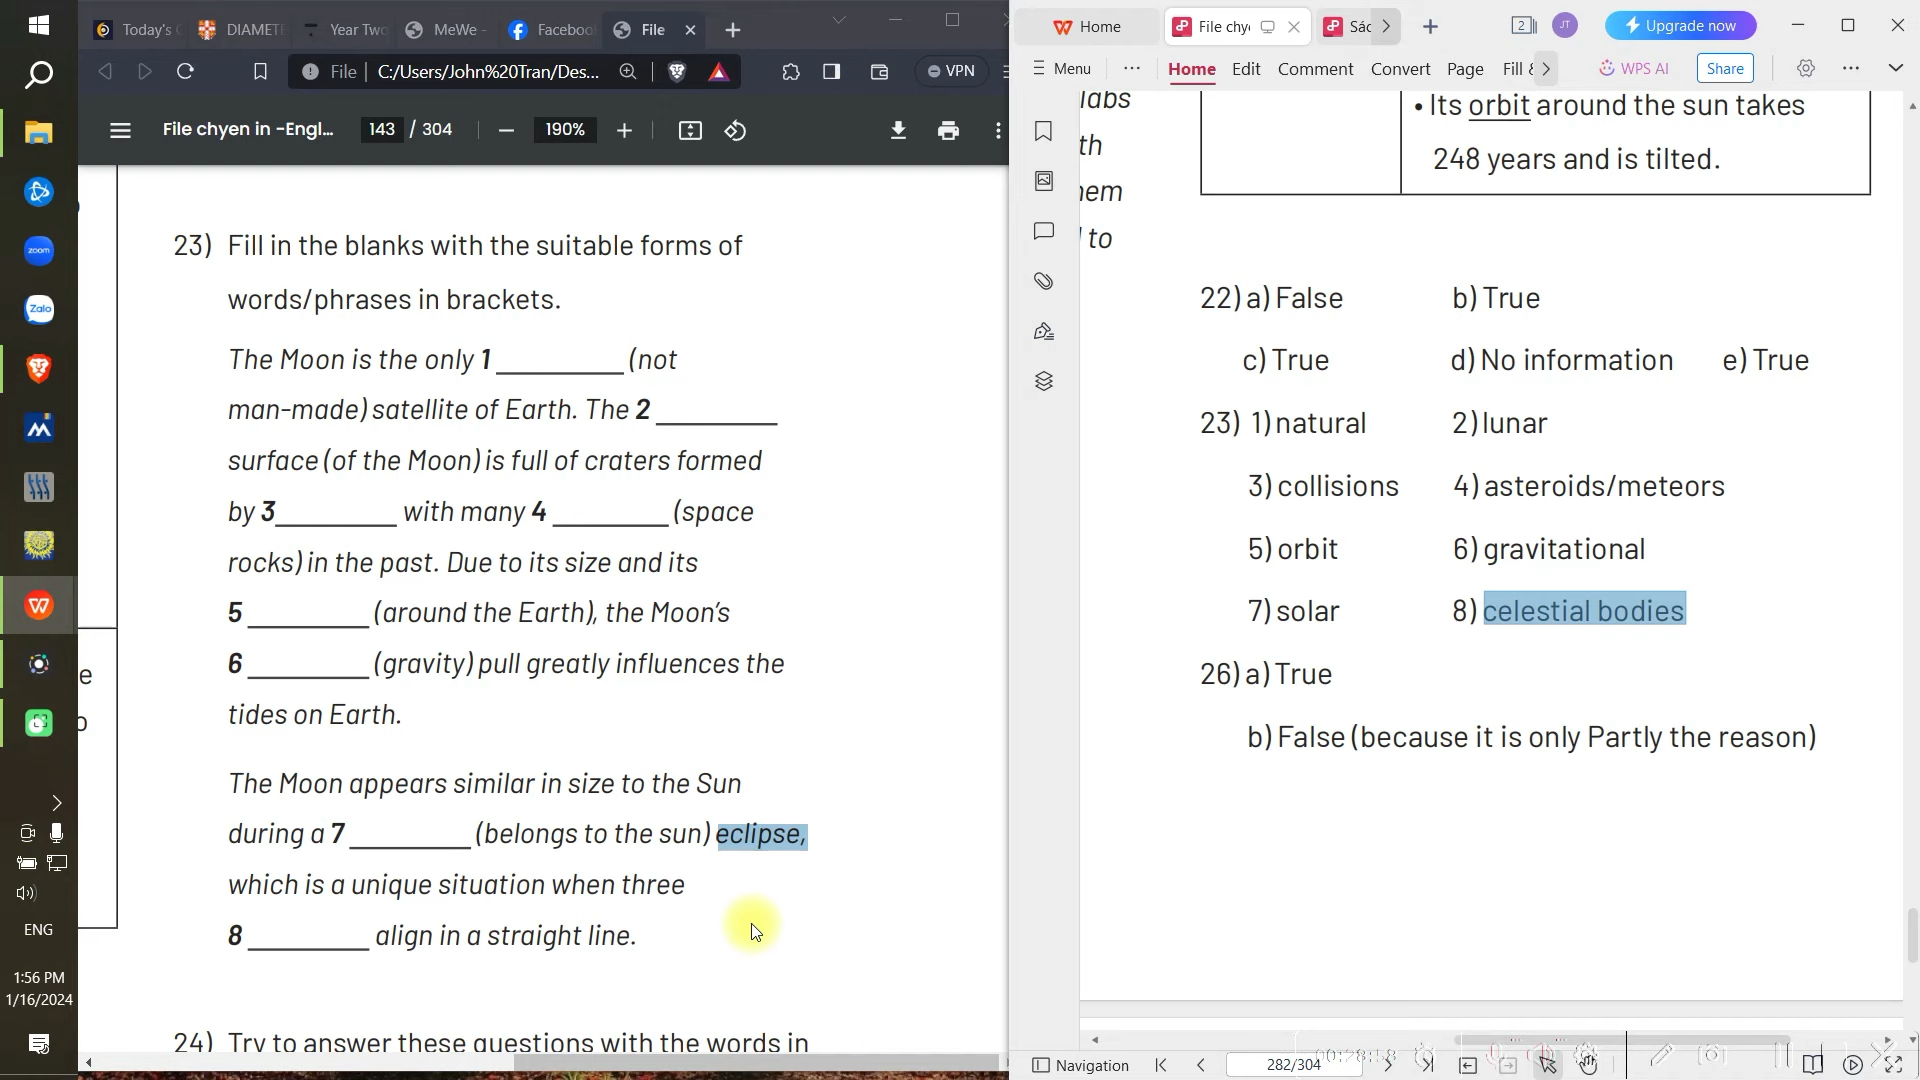 Today's
DIAMET
Year Two
MeWe -
Faceboo
File
File
C:/Users/John%20Tran/Des...
VPN
File chyen in -Engl...
143 / 304
190%
23) Fill in the blanks with the suitable forms of
words/phrases in brackets.
The Moon is the only 1 ________ (not
man-made) satellite of Earth. The 2 ________
surface (of the Moon) is full of craters formed
by 3________ with many 4 ________ (space
rocks) in the past. Due to its size and its
5 ________ (around the Earth), the Moon's
6 ________ (gravity) pull greatly influences the
tides on Earth.
The Moon appears similar in size to the Sun
during a 7 ________ (belongs to the sun) eclipse,
which is a unique situation when three
8 ________ align in a straight line.
24) Try to answer these questions with the words in
e
zoom
Zalo
ENG
1:56 PM
1/16/2024
Home
File chy
Sác
2
JT
Upgrade now
Menu
Home
Edit
Comment
Convert
Page
Fill &
WPS AI
Share
labs
th
hem
to
• Its orbit around the sun takes
248 years and is tilted.
22) a) False b) True
c) True d) No information e) True
23) 1) natural 2) lunar
3) collisions 4) asteroids/meteors
5) orbit 6) gravitational
7) solar 8) celestial bodies
26) a) True
b) False (because it is only Partly the reason)
Navigation
282/304
00:28:58